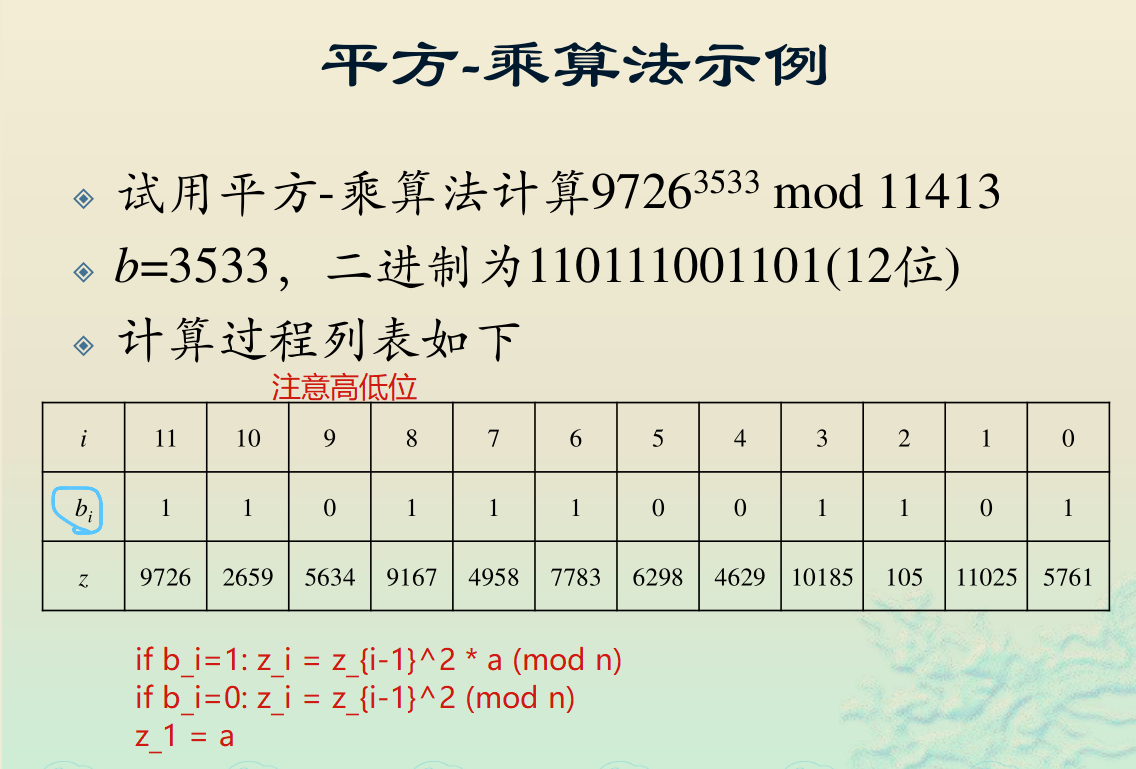 平方-乘算法示例
试用平方-乘算法计算9726^3533 mod 11413
b=3533，二进制为110111001101(12位)
计算过程列表如下
注意高低位
i 11 10 9 8 7 6 5 4 3 2 1 0
b_i 1 1 0 1 1 1 0 0 1 1 0 1
z 9726 2659 5634 9167 4958 7783 6298 4629 10185 105 11025 5761
if b_i=1: z_i = z_{i-1}^2 * a (mod n)
if b_i=0: z_i = z_{i-1}^2 (mod n)
z_1 = a